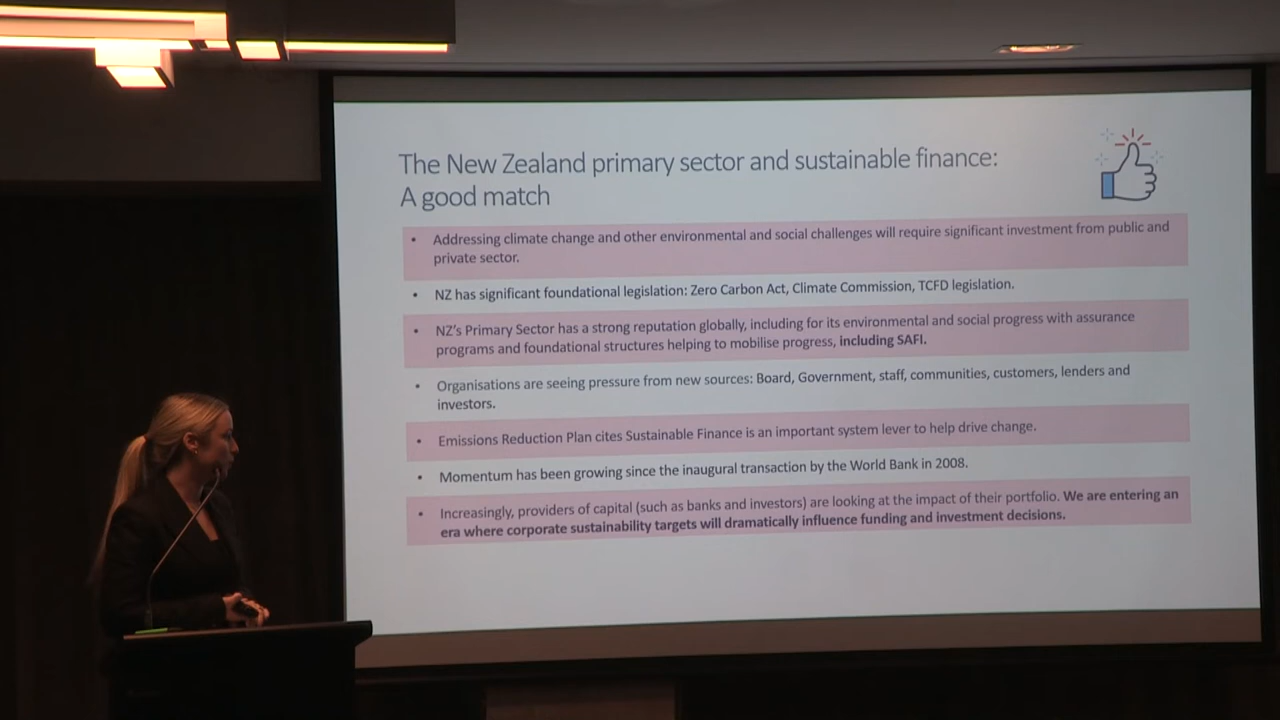 The New Zealand primary sector and sustainable finance:
A good match
• Addressing climate change and other environmental and social challenges will require significant investment from public and
private sector.
• NZ has significant foundational legislation: Zero Carbon Act, Climate Commission, TCFD legislation.
• NZ's Primary Sector has a strong reputation globally, including for its environmental and social progress with assurance
programs and foundational structures helping to mobilise progress, including SAFI.
• Organisations are seeing pressure from new sources: Board, Government, staff, communities, customers, lenders and
investors.
• Emissions Reduction Plan cites Sustainable Finance is an important system lever to help drive change.
• Momentum has been growing since the inaugural transaction by the World Bank in 2008.
• Increasingly, providers of capital (such as banks and investors) are looking at the impact of their portfolio. We are entering an
era where corporate sustainability targets will dramatically influence funding and investment decisions.